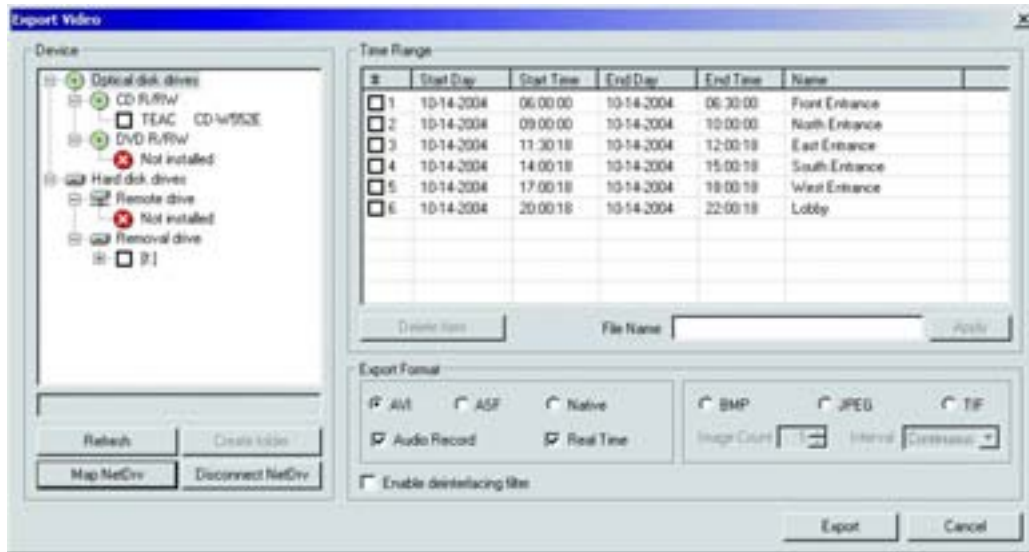 Export Video
Device
Optical disk drives
CD R/RW
TEAC CD-W552E
DVD R/RW
Not installed
Hard disk drives
Remote drive
Not installed
Removal drive
Refresh
Create folder
Map NetDrv
Disconnect NetDrv
Time Range
Start Day Start Time End Day End Time Name
1 10-14-2004 06:00:00 10-14-2004 06:30:00 Front Entrance
2 10-14-2004 09:00:00 10-14-2004 10:00:00 North Entrance
3 10-14-2004 11:30:18 10-14-2004 12:00:18 East Entrance
4 10-14-2004 14:00:18 10-14-2004 15:00:18 South Entrance
5 10-14-2004 17:00:18 10-14-2004 18:00:18 West Entrance
6 10-14-2004 20:00:18 10-14-2004 22:00:18 Lobby
Delete Item
File Name
Apply
Export Format
AVI ASF Native
Audio Record Real Time
BMP JPEG TIF
Image Count Interval Continuous
Enable deinterlacing filter
Export Cancel